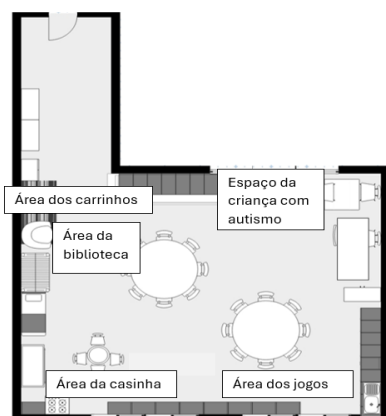 Área dos carrinhos
Espaço da
criança com
autismo
Área da
biblioteca
Área da casinha
Área dos jogos